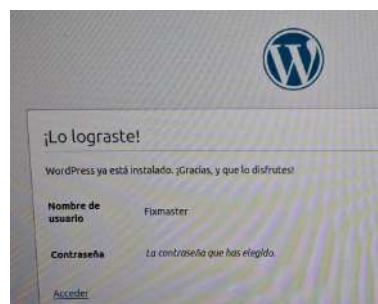 ¡Lo lograste!
WordPress ya está instalado. ¡Gracias, y que lo disfrutes!
Nombre de
usuario
Fixmaster
Contraseña
La contraseña que has elegido.
Acceder